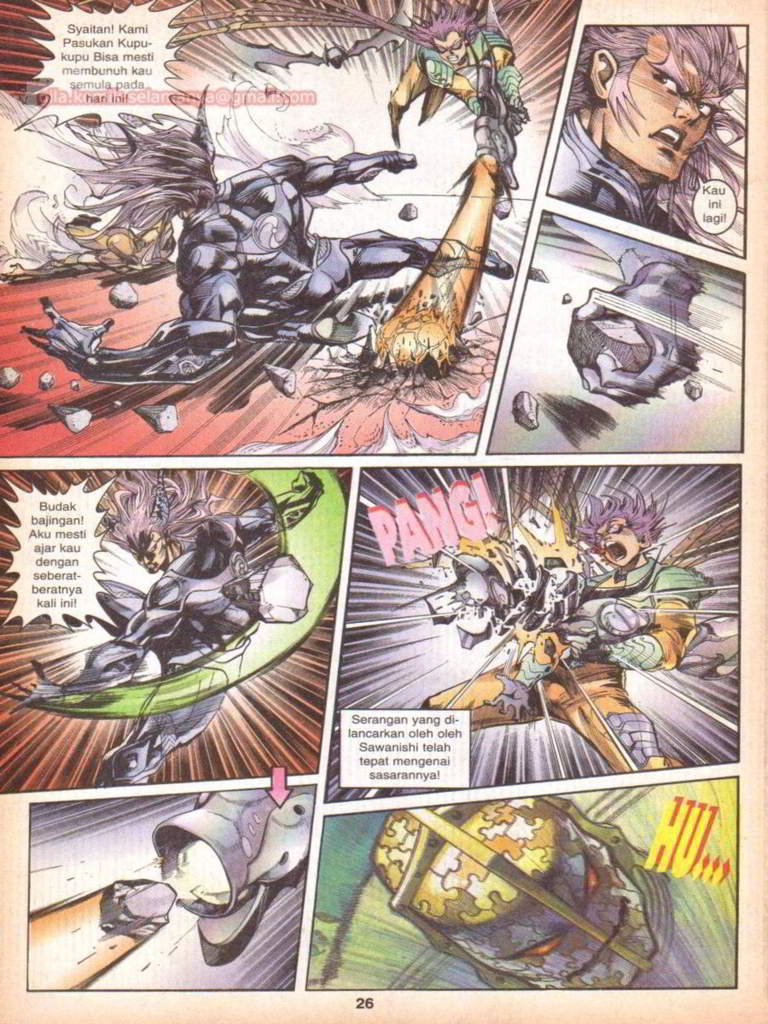 Syaitan! Kami
Pasukan Kupu-
kupu Bisa mesti
membunuh kau
semula pada
hari ini!
Kau
ini
lagi!
Budak
bajingan!
Aku mesti
ajar kau
dengan
seberat-
beratnya
kali ini!
PANG!
Serangan yang di-
lancarkan oleh oleh
Sawanishi telah
tepat mengenai
sasarannya!
HUI...
26